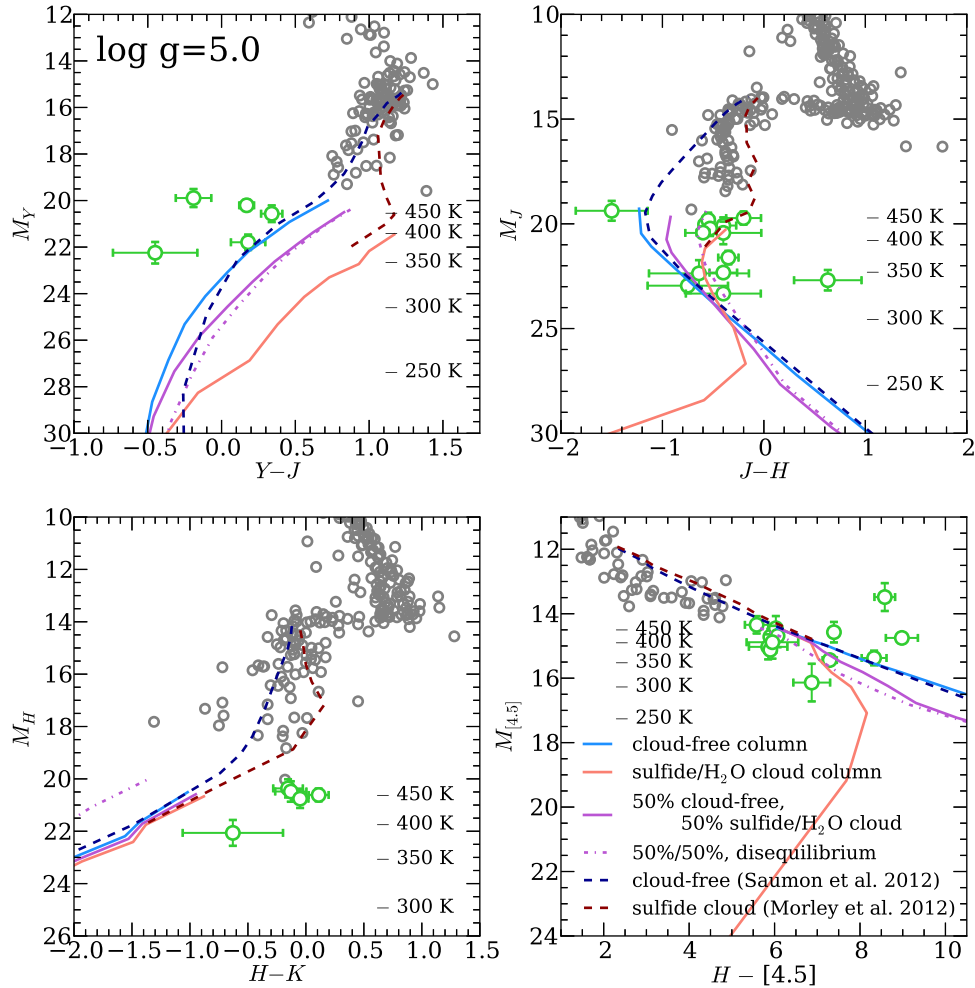 log g=5.0
12
14
16
18
20
22
24
26
28
30
M_Y
− 450 K
− 400 K
− 350 K
− 300 K
− 250 K
−1.0 −0.5 0.0 0.5 1.0 1.5
Y−J
10
15
20
25
30
M_J
− 450 K
− 400 K
− 350 K
− 300 K
− 250 K
−2 −1 0 1 2
J−H
10
12
14
16
18
20
22
24
26
M_H
− 450 K
− 400 K
− 350 K
− 300 K
−2.0 −1.5 −1.0 −0.5 0.0 0.5 1.0 1.5
H−K
12
14
16
18
20
22
24
M_[4.5]
− 450 K
− 400 K
− 350 K
− 300 K
− 250 K
cloud-free column
sulfide/H₂O cloud column
50% cloud-free,
50% sulfide/H₂O cloud
50%/50%, disequilibrium
cloud-free (Saumon et al. 2012)
sulfide cloud (Morley et al. 2012)
2 4 6 8 10
H − [4.5]